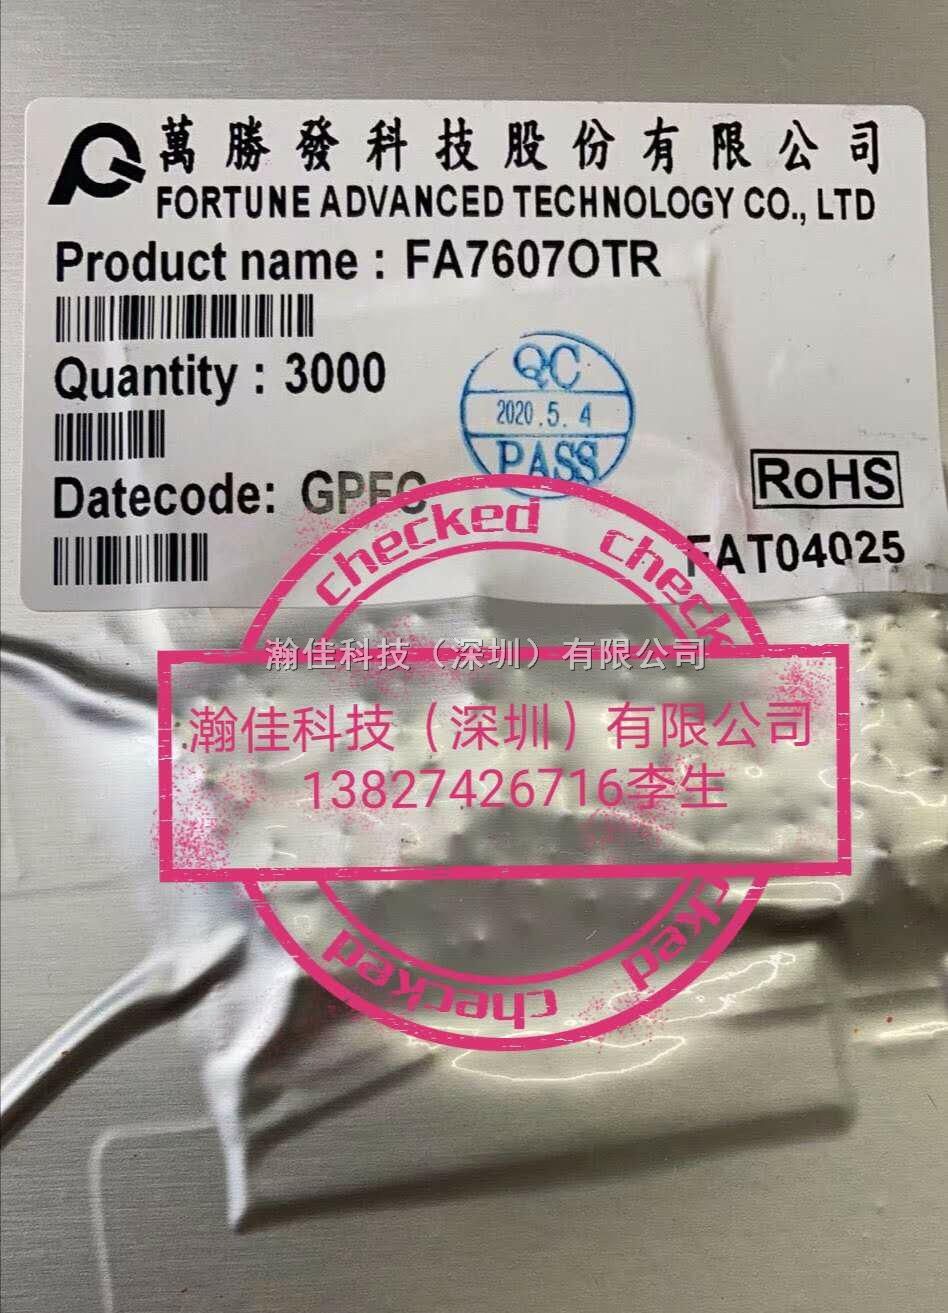 萬勝發科技股份有限公司
FORTUNE ADVANCED TECHNOLOGY CO., LTD
Product name : FA7607OTR
Quantity : 3000
QC
2020.5.4
PASS
Datecode:
RoHS
FAT04025
checked check
瀚佳科技（深圳）有限公司
瀚佳科技（深圳）有限公司
13827426716李生
checked checked cked